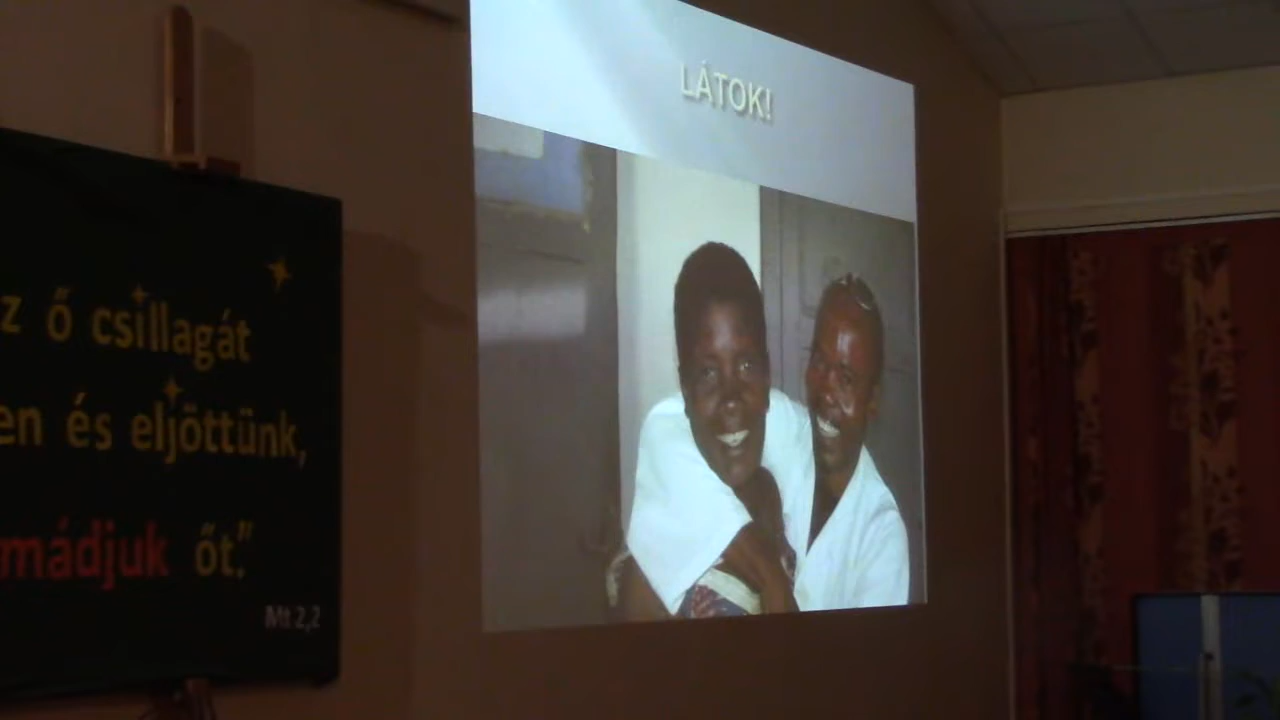 z ő csillagát
en és eljöttünk,
mádjuk őt."
Mt 2,2
LÁTOK!